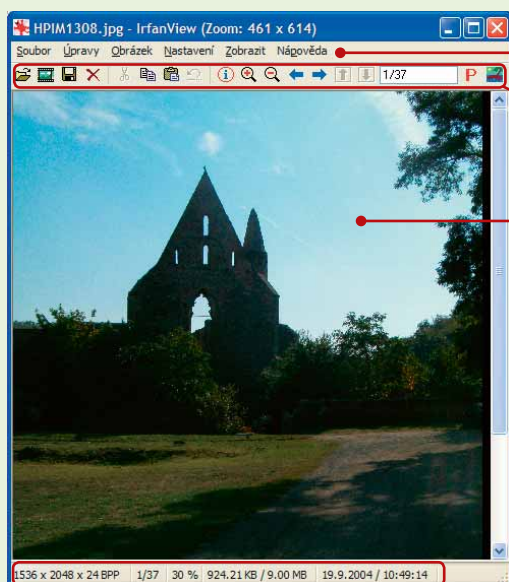 HPIM1308.jpg - IrfanView (Zoom: 461 x 614)
Soubor Úpravy Obrázek Nastavení Zobrazit Nápověda
1/37 P
1536 x 2048 x 24 BPP 1/37 30 % 924.21 KB / 9.00 MB 19.9.2004 / 10:49:14